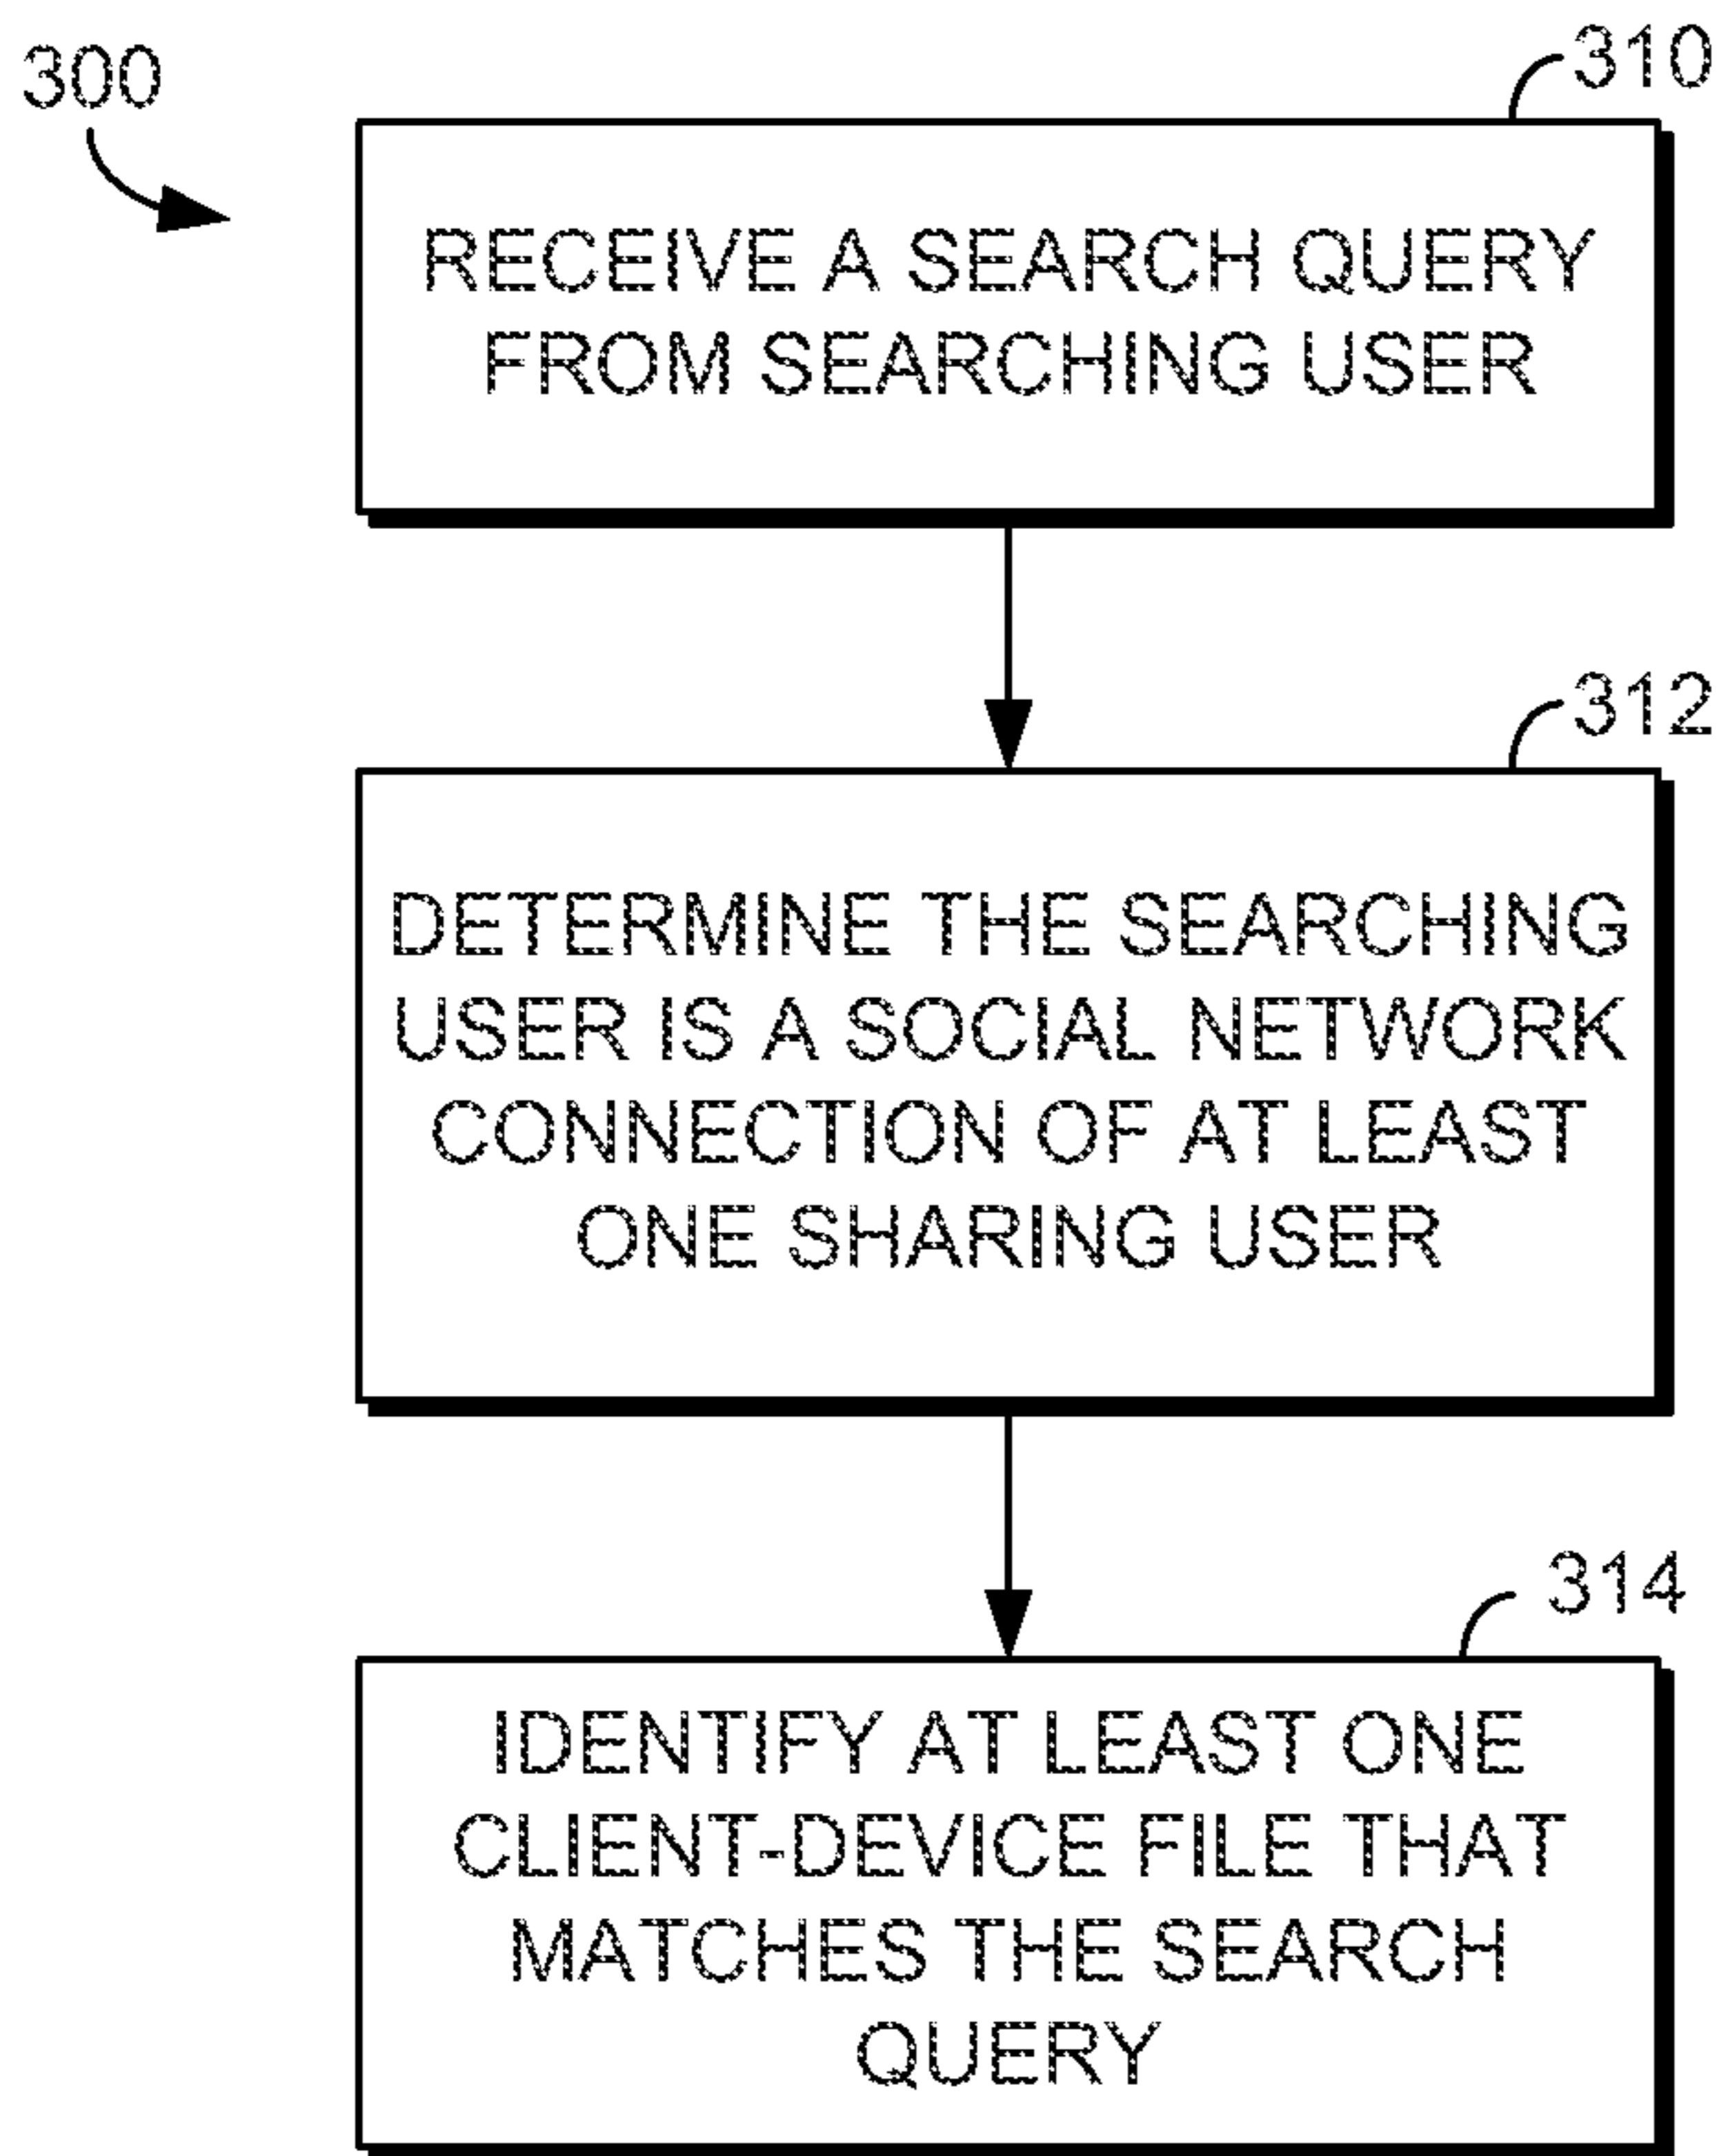 300
310
RECEIVE A SEARCH QUERY
FROM SEARCHING USER
312
DETERMINE THE SEARCHING
USER IS A SOCIAL NETWORK
CONNECTION OF AT LEAST
ONE SHARING USER
314
IDENTIFY AT LEAST ONE
CLIENT-DEVICE FILE THAT
MATCHES THE SEARCH
QUERY